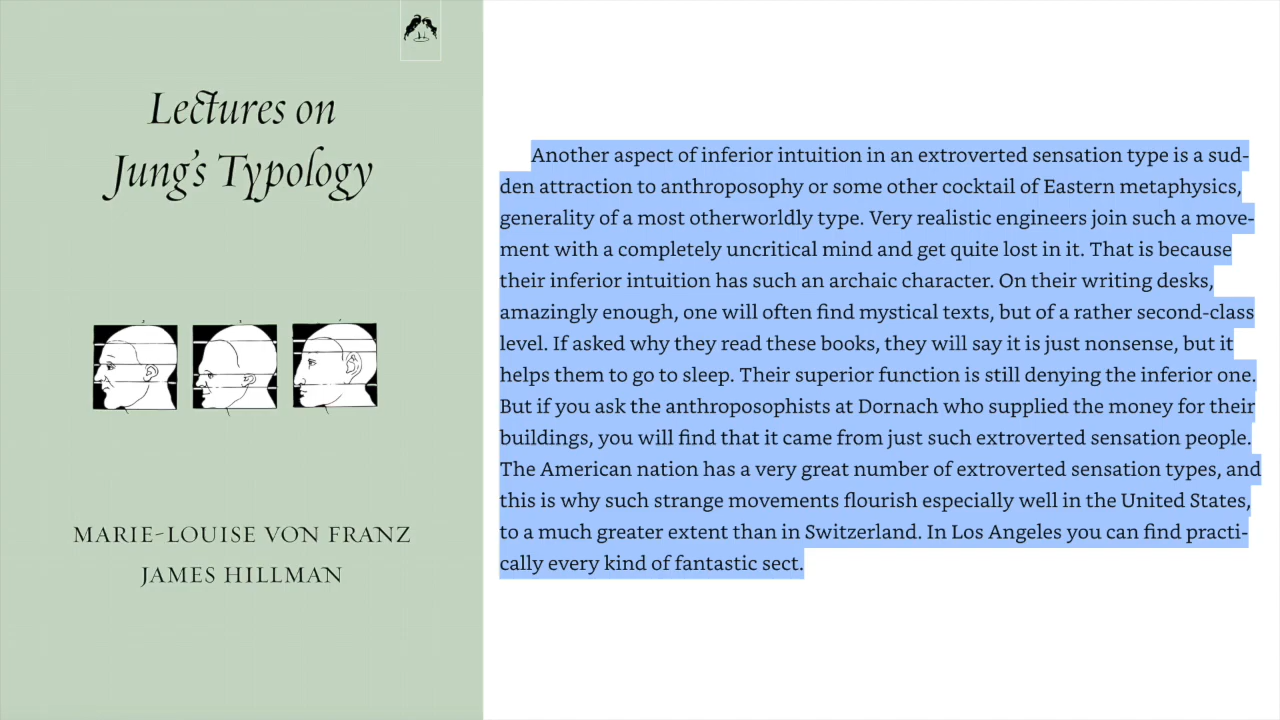 Lectures on
Jung's Typology
MARIE-LOUISE VON FRANZ
JAMES HILLMAN
Another aspect of inferior intuition in an extroverted sensation type is a sud-
den attraction to anthroposophy or some other cocktail of Eastern metaphysics,
generality of a most otherworldly type. Very realistic engineers join such a move-
ment with a completely uncritical mind and get quite lost in it. That is because
their inferior intuition has such an archaic character. On their writing desks,
amazingly enough, one will often find mystical texts, but of a rather second-class
level. If asked why they read these books, they will say it is just nonsense, but it
helps them to go to sleep. Their superior function is still denying the inferior one.
But if you ask the anthroposophists at Dornach who supplied the money for their
buildings, you will find that it came from just such extroverted sensation people.
The American nation has a very great number of extroverted sensation types, and
this is why such strange movements flourish especially well in the United States,
to a much greater extent than in Switzerland. In Los Angeles you can find practi-
cally every kind of fantastic sect.